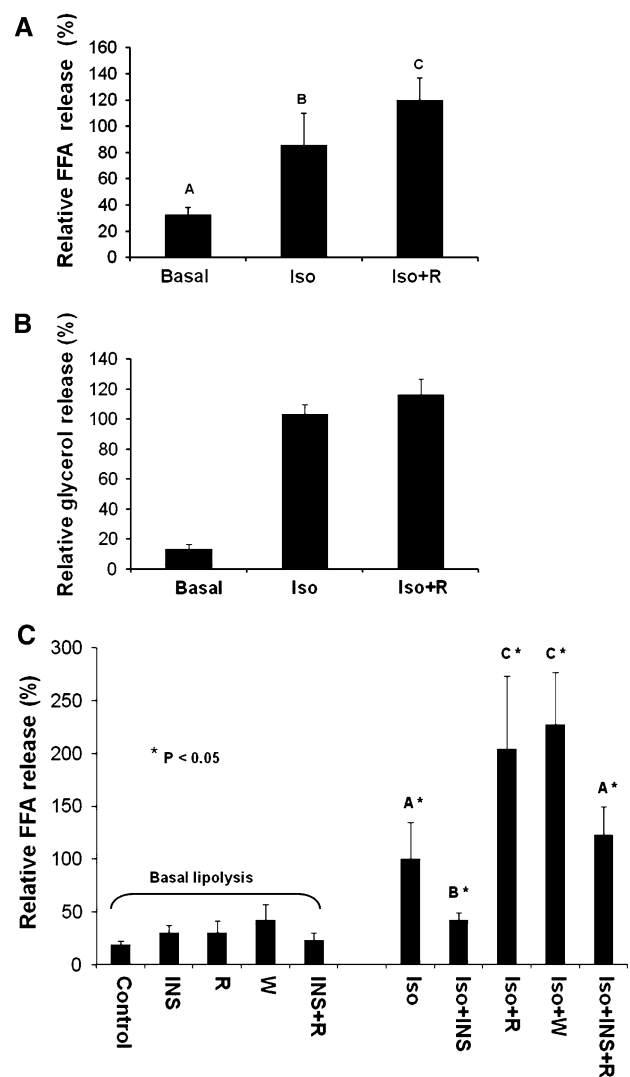 A
Relative FFA release (%)
160
140
120
100
80
60
40
20
0
A
B
C
Basal Iso Iso+R
B
Relative glycerol release (%)
140
120
100
80
60
40
20
0
Basal Iso Iso+R
C
Relative FFA release (%)
300
250
200
150
100
50
0
* P < 0.05
Basal lipolysis
A *
B *
C *
C *
A *
Control
INS
R
W
INS+R
Iso
Iso+INS
Iso+R
Iso+W
Iso+INS+R